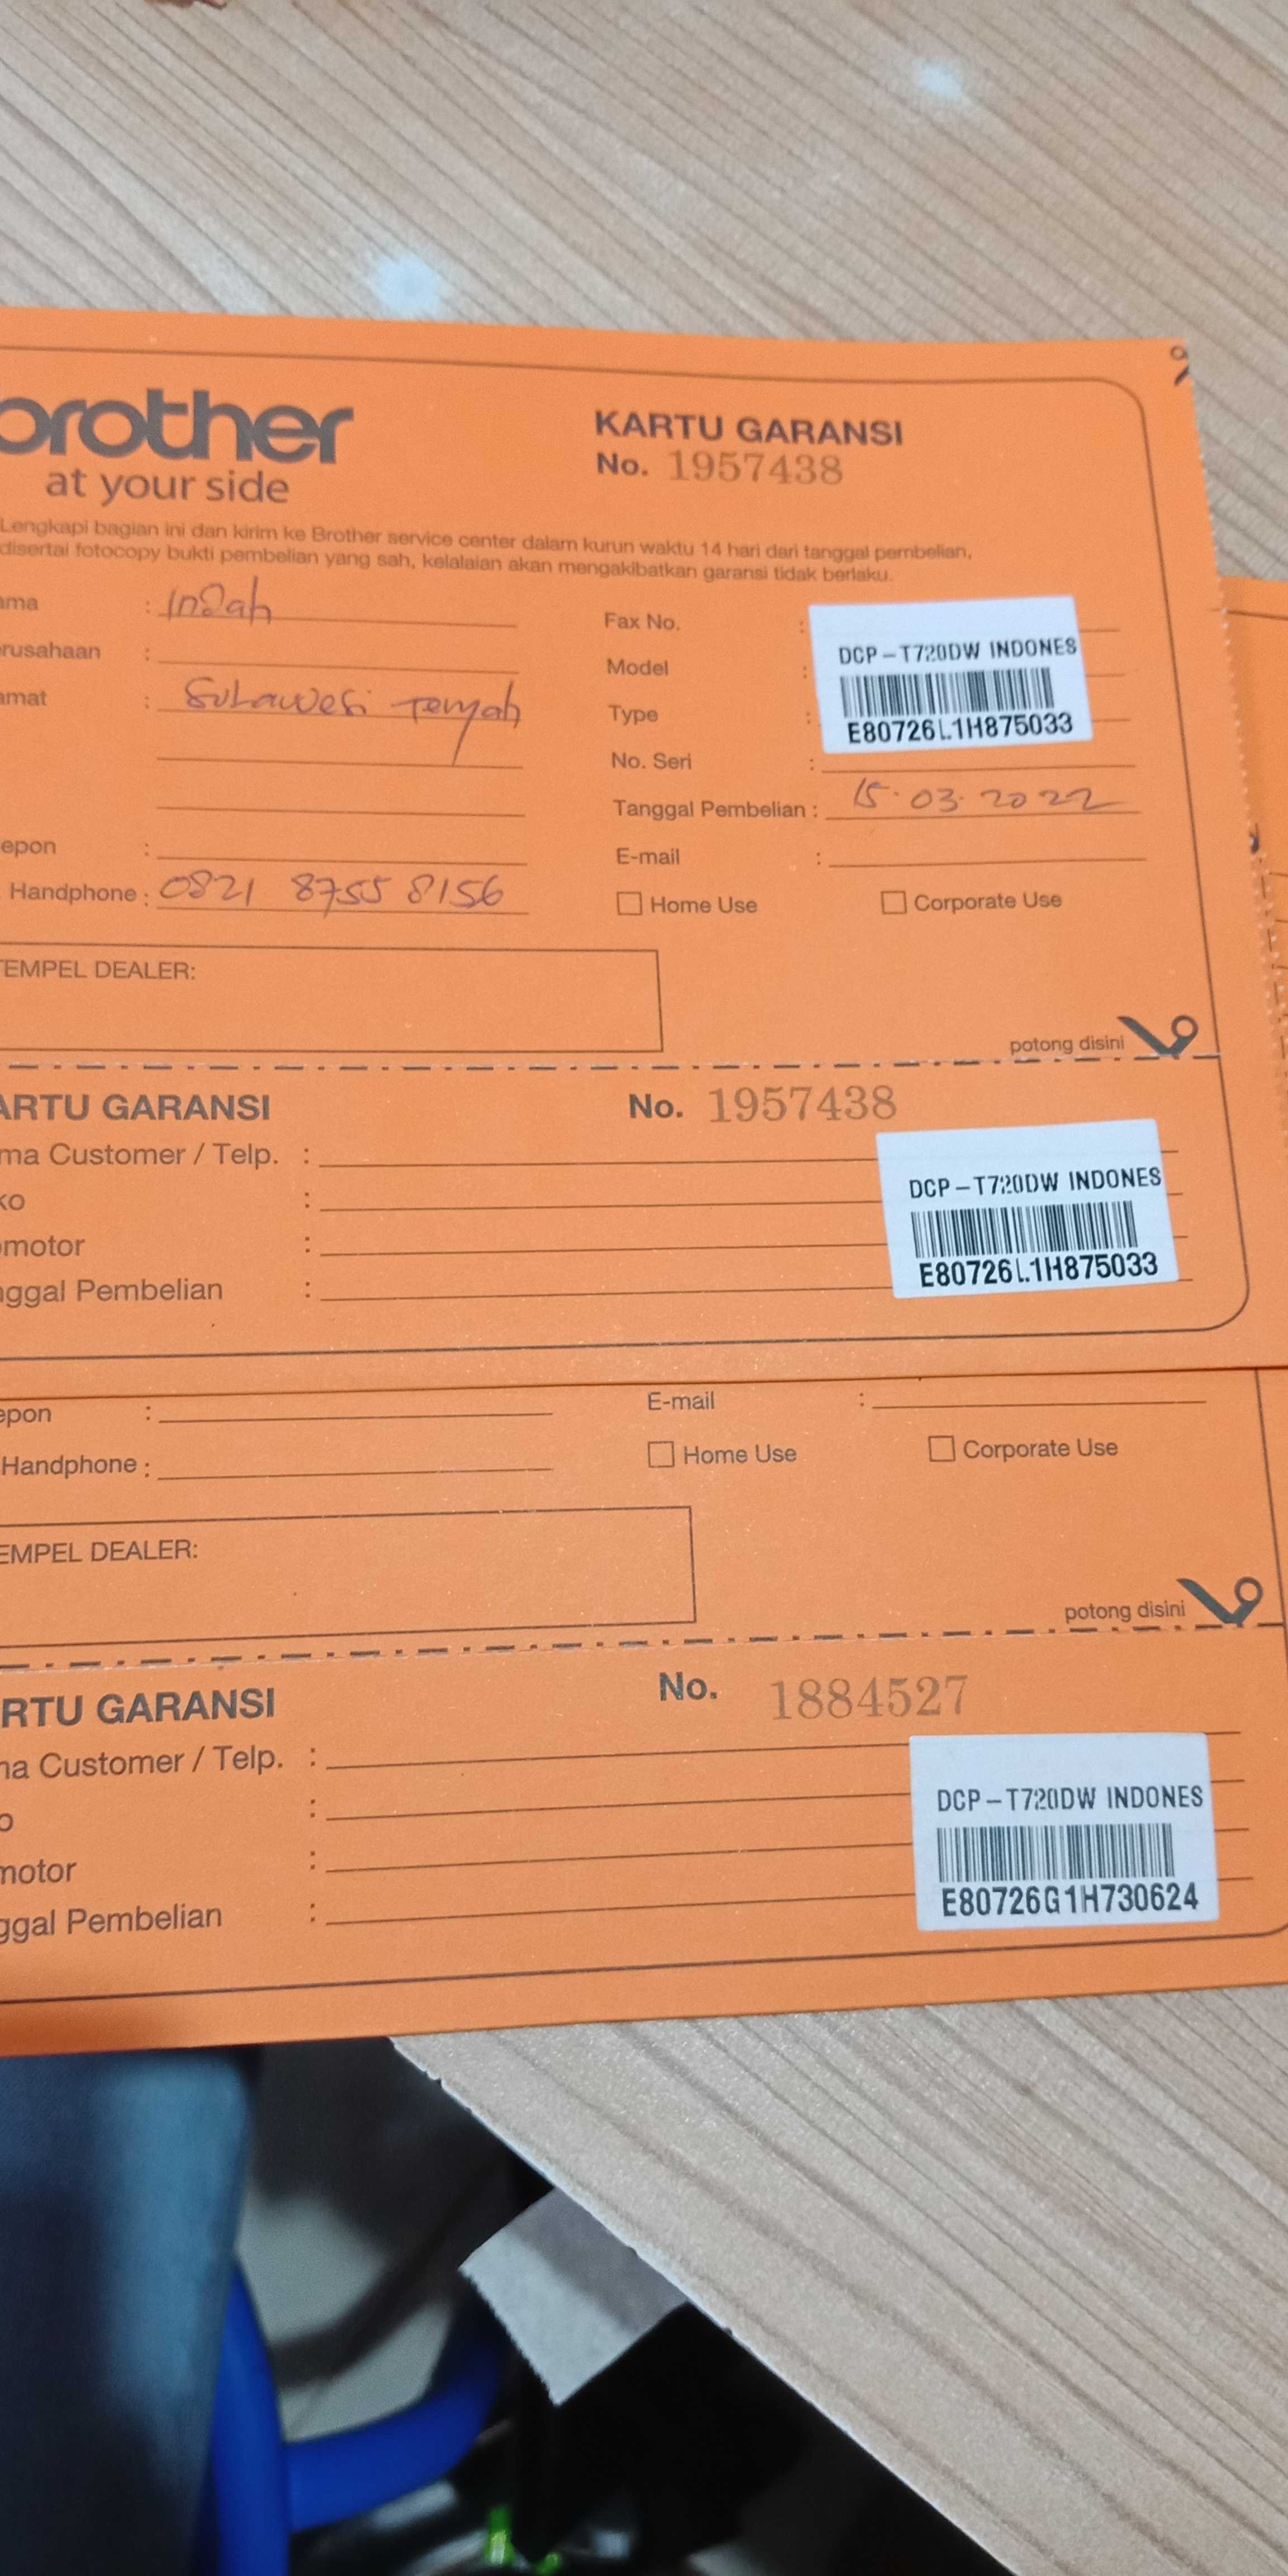 brother
at your side
KARTU GARANSI
No. 1957438
Lengkapi bagian ini dan kirim ke Brother service center dalam kurun waktu 14 hari dari tanggal pembelian,
disertai fotocopy bukti pembelian yang sah, kelalaian akan mengakibatkan garansi tidak berlaku.
ama : Indah
erusahaan :
amat : Sulawesi Tengah
epon :
Handphone : 0821 8755 8156
Fax No. :
Model :
Type :
No. Seri :
DCP-T720DW INDONES
E80726L1H875033
Tanggal Pembelian : 15.03.2022
E-mail :
Home Use
Corporate Use
TEMPEL DEALER:
potong disini
ARTU GARANSI
No. 1957438
ma Customer / Telp. :
ko :
omotor :
nggal Pembelian :
DCP-T720DW INDONES
E80726L1H875033
epon :
E-mail :
Handphone :
Home Use
Corporate Use
EMPEL DEALER:
potong disini
RTU GARANSI
No. 1884527
na Customer / Telp. :
o :
motor :
ggal Pembelian :
DCP-T720DW INDONES
E80726G1H730624